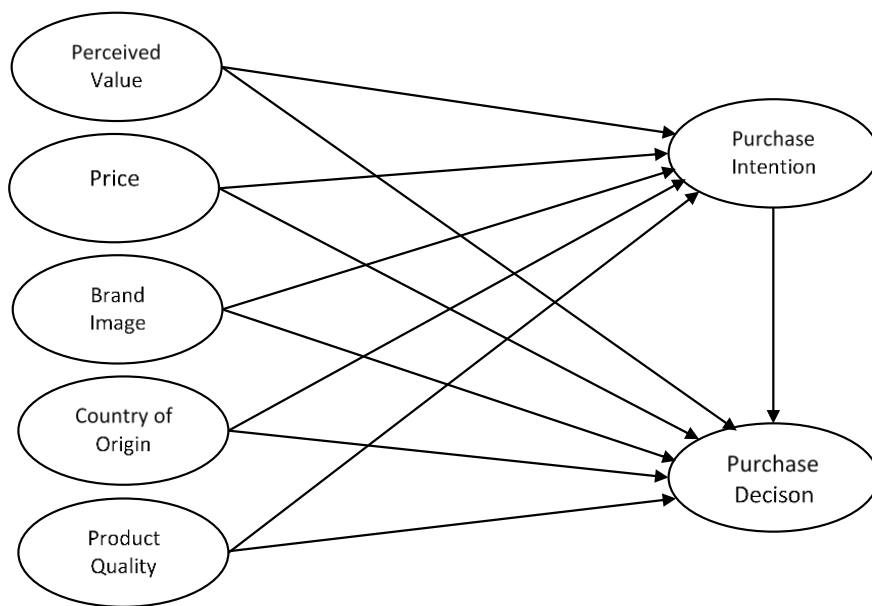 Perceived
Value
Price
Brand
Image
Country of
Origin
Product
Quality
Purchase
Intention
Purchase
Decison